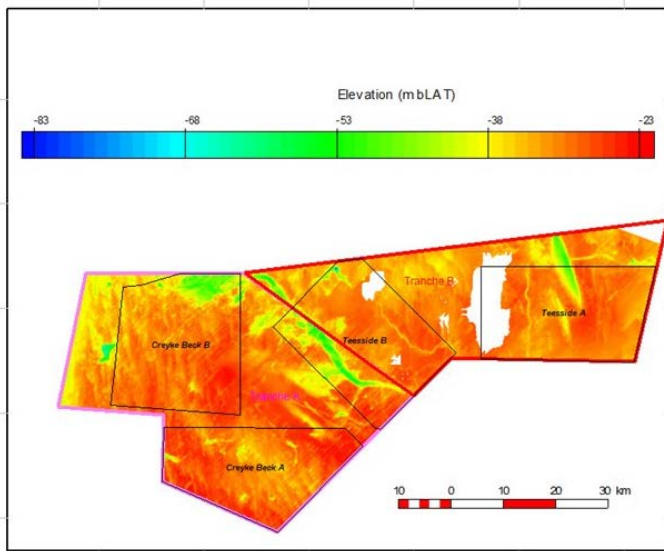 Elevation (mbLAT)
-83 -68 -53 -38 -23
Tranche B
Teesside A
Teesside B
Creyke Beck B
Tranche A
Creyke Beck A
10 0 10 20 30 km